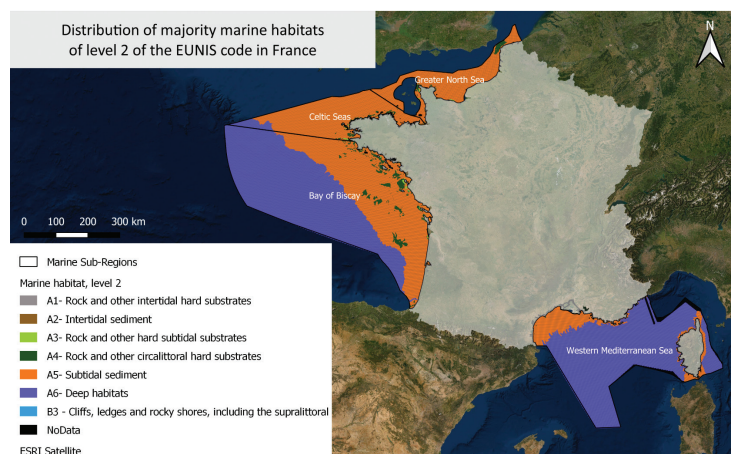 Distribution of majority marine habitats
of level 2 of the EUNIS code in France
N
Greater North Sea
Celtic Seas
Bay of Biscay
0 100 200 300 km
Western Mediterranean Sea
Marine Sub-Regions
Marine habitat, level 2
A1- Rock and other intertidal hard substrates
A2- Intertidal sediment
A3- Rock and other hard subtidal substrates
A4- Rock and other circalittoral hard substrates
A5- Subtidal sediment
A6- Deep habitats
B3 - Cliffs, ledges and rocky shores, including the supralittoral
NoData
ESRI Satellite